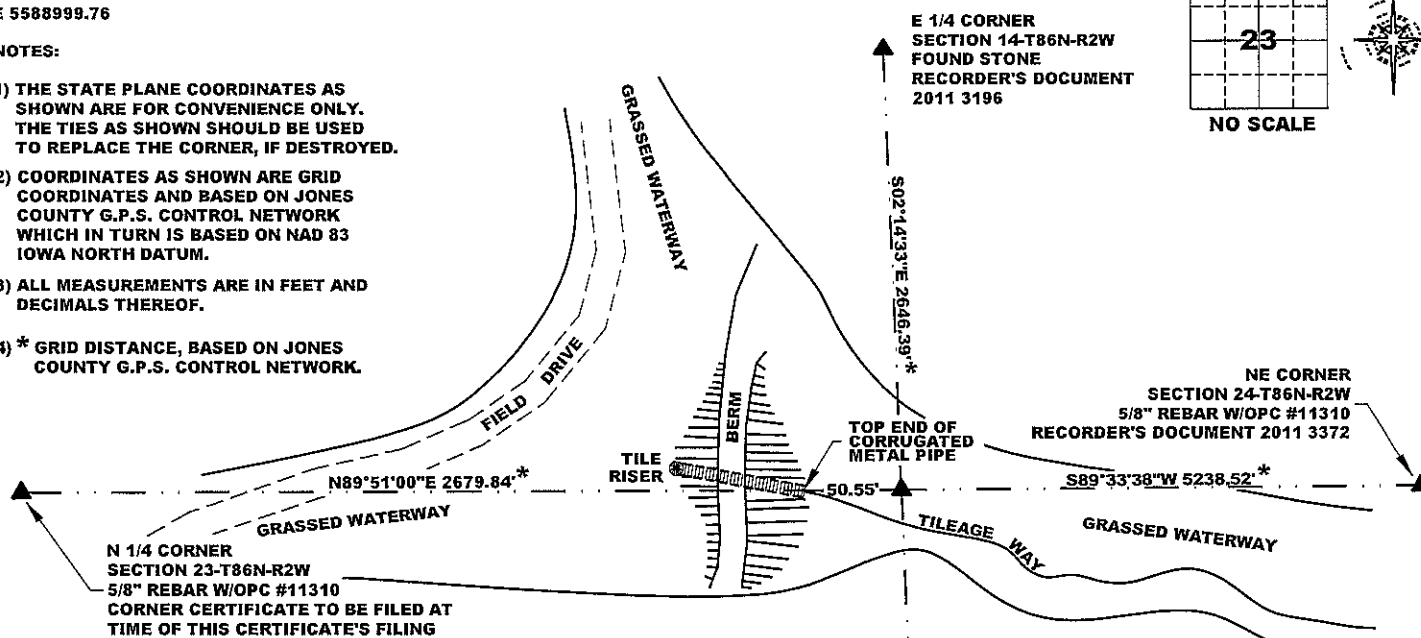 E 5588999.76
NOTES:
1) THE STATE PLANE COORDINATES AS
SHOWN ARE FOR CONVENIENCE ONLY.
THE TIES AS SHOWN SHOULD BE USED
TO REPLACE THE CORNER, IF DESTROYED.
2) COORDINATES AS SHOWN ARE GRID
COORDINATES AND BASED ON JONES
COUNTY G.P.S. CONTROL NETWORK
WHICH IN TURN IS BASED ON NAD 83
IOWA NORTH DATUM.
3) ALL MEASUREMENTS ARE IN FEET AND
DECIMALS THEREOF.
4) * GRID DISTANCE, BASED ON JONES
COUNTY G.P.S. CONTROL NETWORK.
E 1/4 CORNER
SECTION 14-T86N-R2W
FOUND STONE
RECORDER'S DOCUMENT
2011 3196
23
NO SCALE
GRASSED WATERWAY
S02°14'33"E 2646.39'*
FIELD DRIVE
BERM
TOP END OF
CORRUGATED
METAL PIPE
TILE
RISER
NE CORNER
SECTION 24-T86N-R2W
5/8" REBAR W/OPC #11310
RECORDER'S DOCUMENT 2011 3372
N89°51'00"E 2679.84'*
50.55'
S89°33'38"W 5238.52'*
GRASSED WATERWAY
TILEAGE WAY
GRASSED WATERWAY
N 1/4 CORNER
SECTION 23-T86N-R2W
5/8" REBAR W/OPC #11310
CORNER CERTIFICATE TO BE FILED AT
TIME OF THIS CERTIFICATE'S FILING